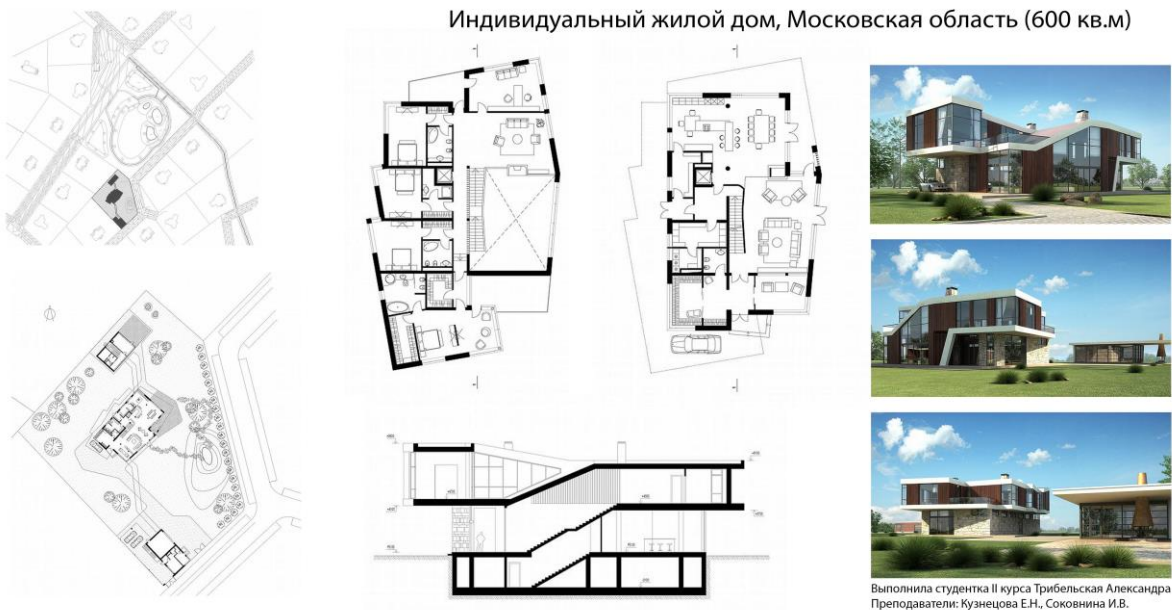 Индивидуальный жилой дом, Московская область (600 кв.м)
Выполнила студентка II курса Трибельская Александра
Преподаватели: Кузнецова Е.Н., Соковнина И.В.